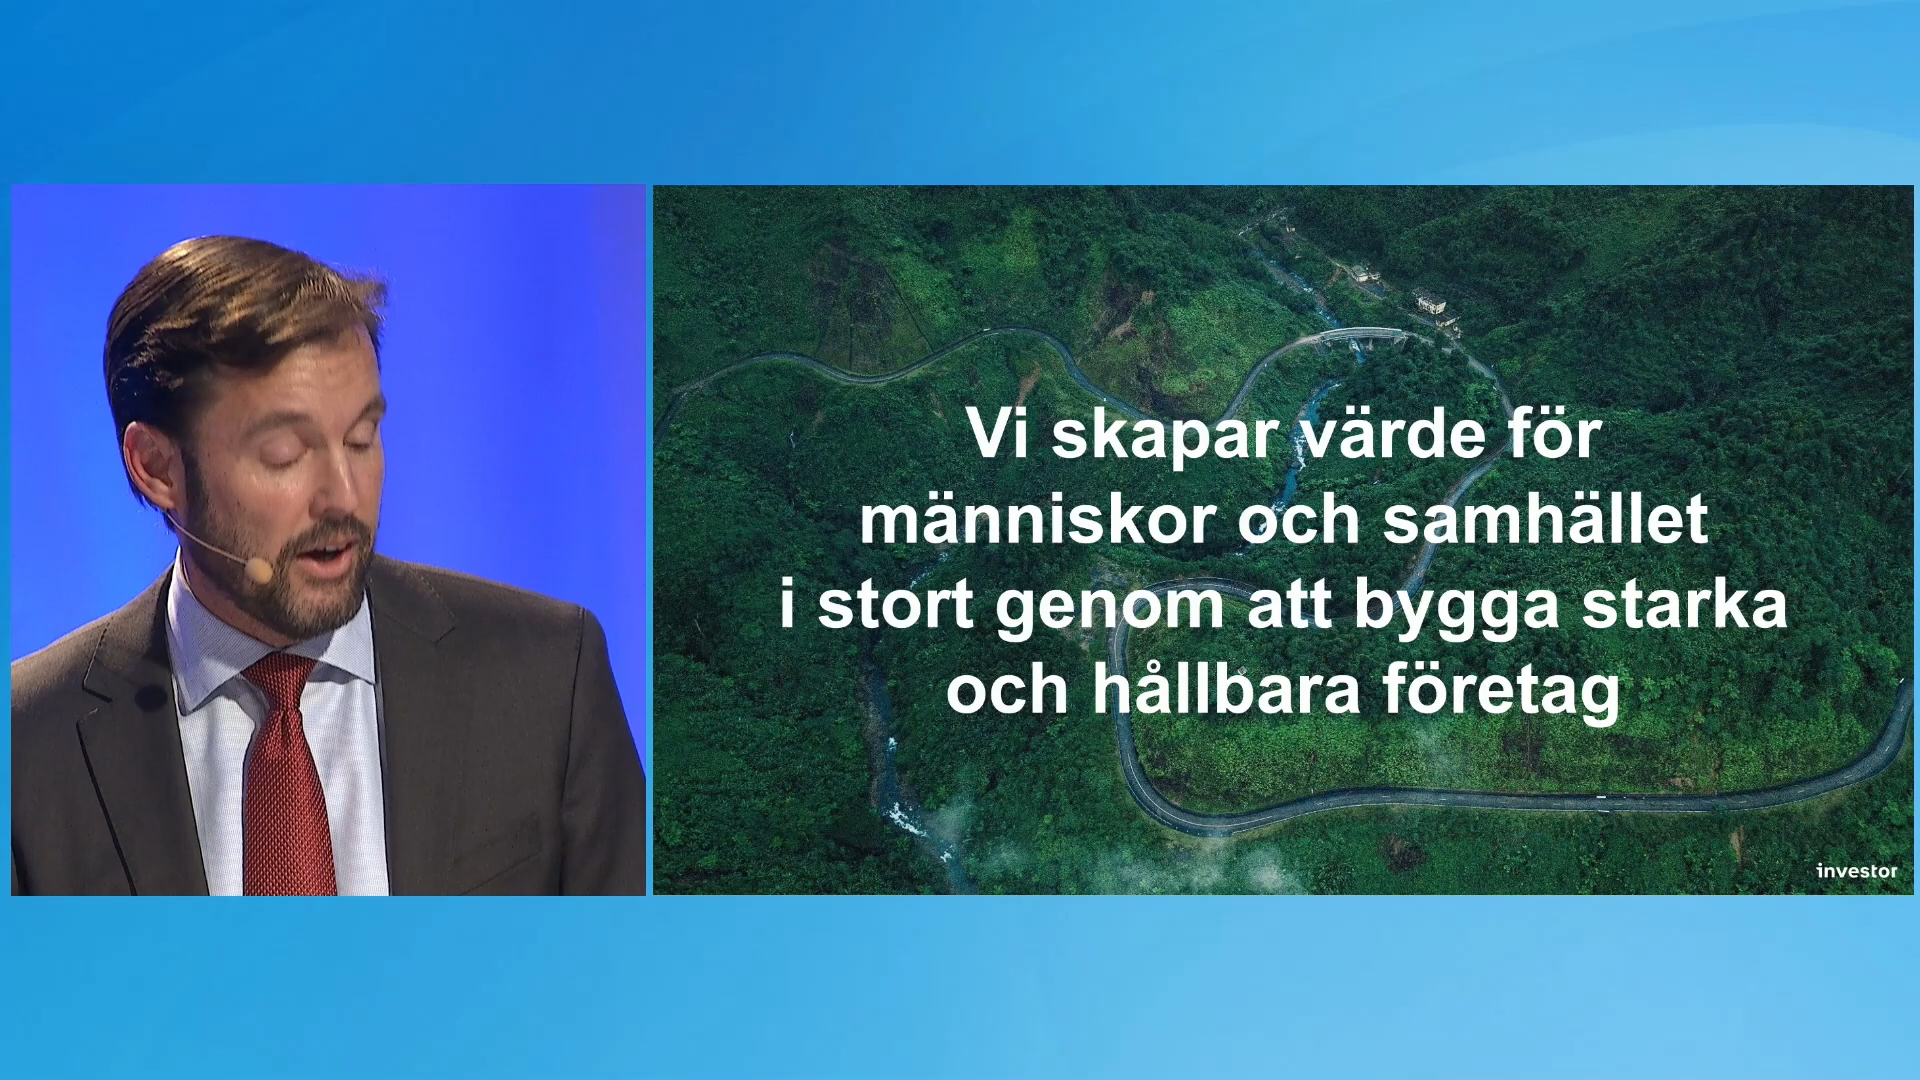 Vi skapar värde för
människor och samhället
i stort genom att bygga starka
och hållbara företag
investor